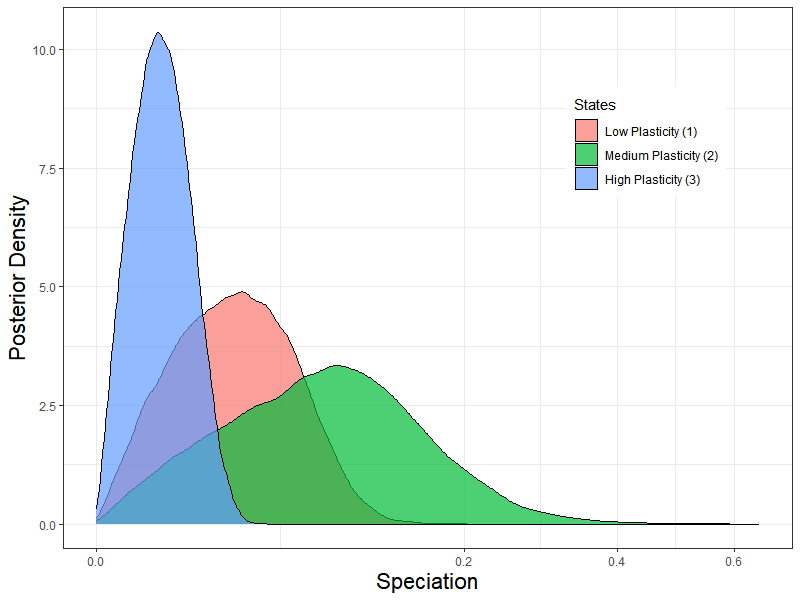 Posterior Density
10.0
7.5
5.0
2.5
0.0
States
Low Plasticity (1)
Medium Plasticity (2)
High Plasticity (3)
0.0 0.2 0.4 0.6
Speciation